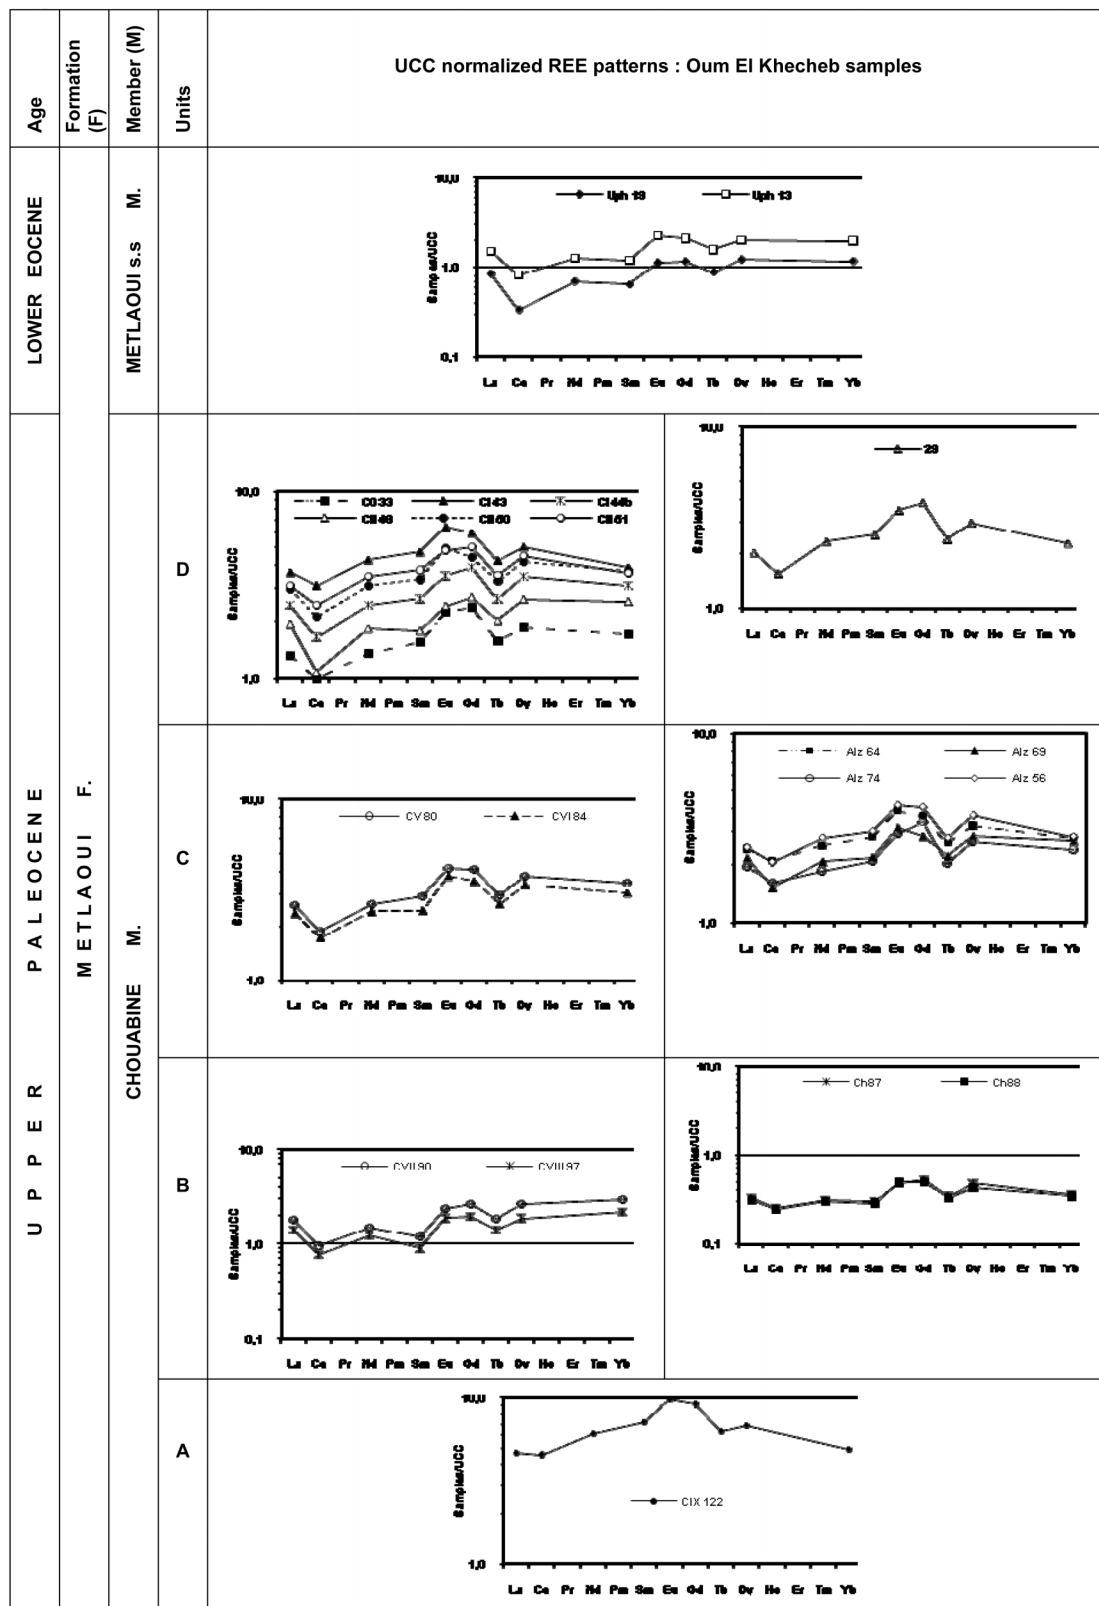 Age
Formation (F)
Member (M)
Units
UCC normalized REE patterns : Oum El Khecheb samples
LOWER EOCENE
METLAOUI s.s M.
Samples/UCC
10,0
1,0
0,1
Uph 19
Uph 13
La Ce Pr Nd Pm Sm Eu Gd Tb Dy Ho Er Tm Yb
UPPER PALEOCENE
METLAOUI F.
CHOUABINE M.
D
Samples/UCC
10,0
1,0
C033 CI43 CI44b
CII46 CII50 CII51
La Ce Pr Nd Pm Sm Eu Gd Tb Dy Ho Er Tm Yb
Samples/UCC
10,0
1,0
29
La Ce Pr Nd Pm Sm Eu Gd Tb Dy Ho Er Tm Yb
C
Samples/UCC
10,0
1,0
CV80 CVI84
La Ce Pr Nd Pm Sm Eu Gd Tb Dy Ho Er Tm Yb
Samples/UCC
10,0
1,0
Alz 64 Alz 69
Alz 74 Alz 56
La Ce Pr Nd Pm Sm Eu Gd Tb Dy Ho Er Tm Yb
B
Samples/UCC
10,0
1,0
0,1
CVII90 CVIII97
La Ce Pr Nd Pm Sm Eu Gd Tb Dy Ho Er Tm Yb
Samples/UCC
10,0
1,0
0,1
Ch87 Ch88
La Ce Pr Nd Pm Sm Eu Gd Tb Dy Ho Er Tm Yb
A
Samples/UCC
10,0
1,0
CIX 122
La Ce Pr Nd Pm Sm Eu Gd Tb Dy Ho Er Tm Yb